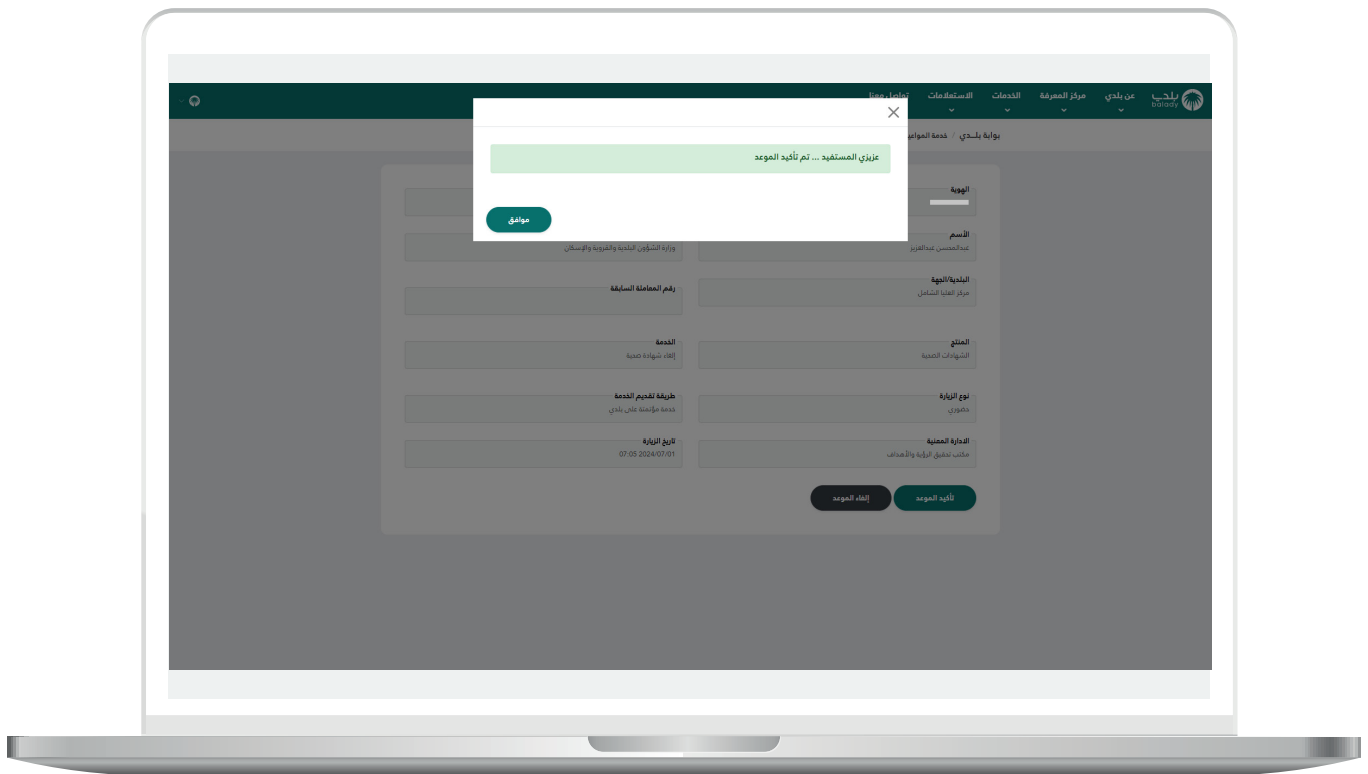 بلدي
balady
عن بلدي
مركز المعرفة
الخدمات
الاستعلامات
تواصل معنا
بوابة بلــدي / خدمة المواعيد
عزيزي المستفيد ... تم تأكيد الموعد
موافق
الهوية
الأسم
عبدالمحسن عبدالعزيز
وزارة الشؤون البلدية والقروية والإسكان
البلدية/الجهة
مركز العليا الشامل
رقم المعاملة السابقة
المنتج
الشهادات الصحية
الخدمة
إلغاء شهادة صحية
نوع الزيارة
حضوري
طريقة تقديم الخدمة
خدمة مؤتمتة على بلدي
الادارة المعنية
مكتب تحقيق الرؤية والأهداف
تاريخ الزيارة
07:05 2024/07/01
تأكيد الموعد
إلغاء الموعد